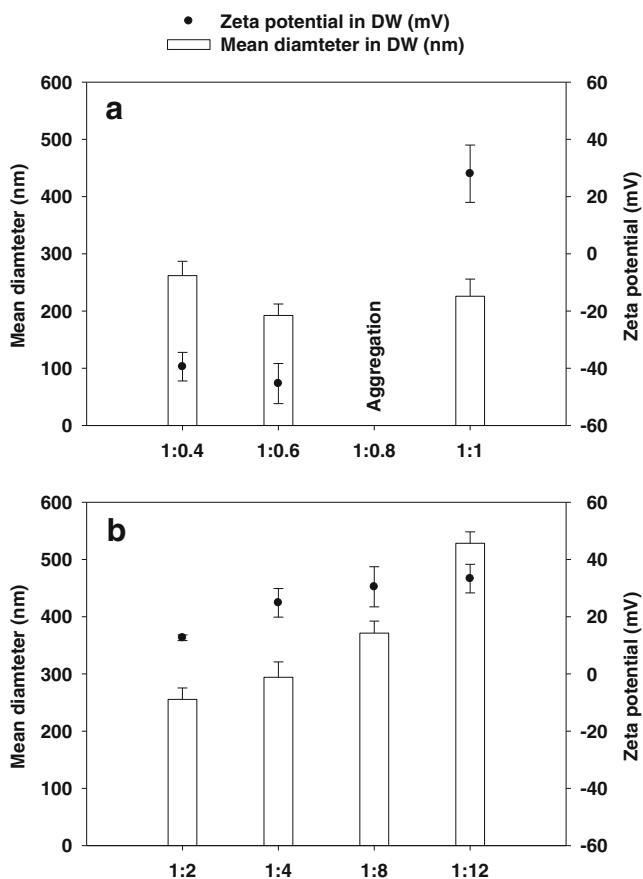 Zeta potential in DW (mV)
Mean diamteter in DW (nm)
a
600
500
400
300
200
100
0
Mean diamteter (nm)
60
40
20
0
-20
-40
-60
Zeta potential (mV)
Aggregation
1:0.4 1:0.6 1:0.8 1:1
b
600
500
400
300
200
100
0
Mean diamteter (nm)
60
40
20
0
-20
-40
-60
Zeta potential (mV)
1:2 1:4 1:8 1:12